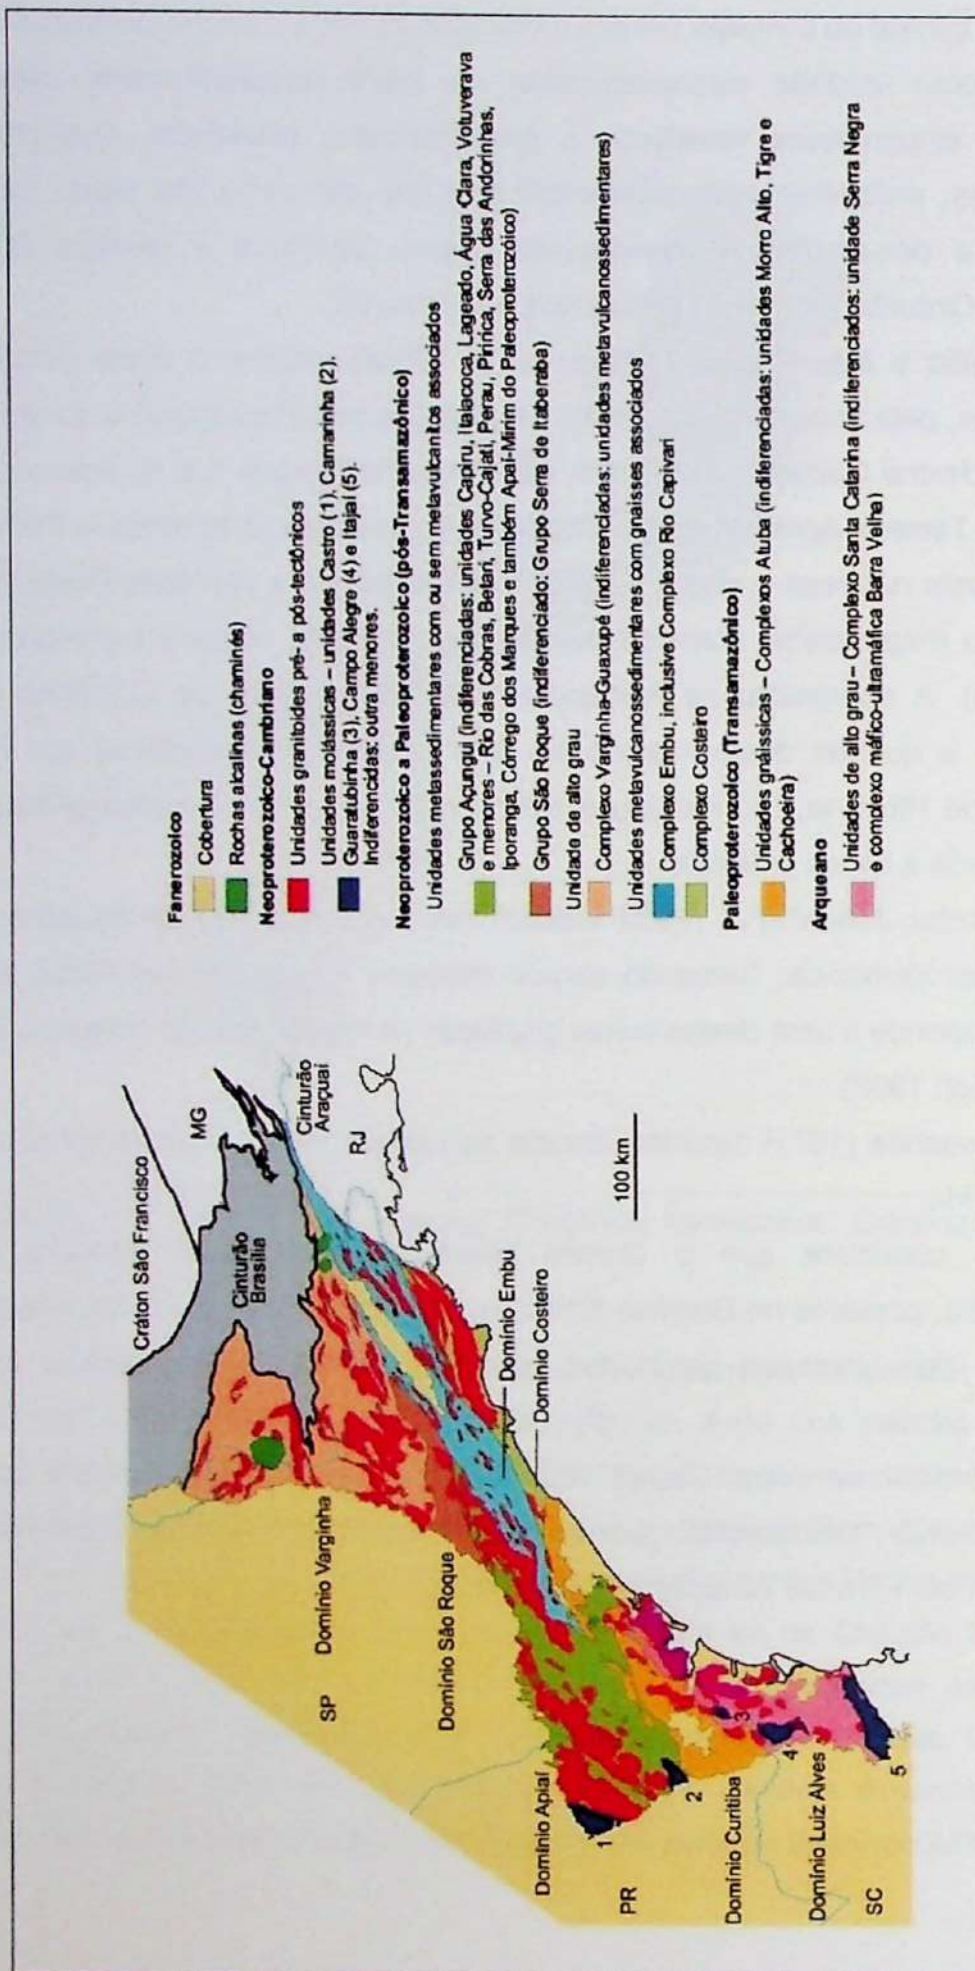 Cráton São Francisco
Cinturão
Brasília
MG
Cinturão
Araçuaí
RJ
SP
Domínio Varginha
Domínio São Roque
Domínio Embu
Domínio Costeiro
100 km
Domínio Apiaí
1
PR
2
Domínio Curitiba
3
4
Domínio Luiz Alves
SC
5
Fanerozoico
Cobertura
Rochas alcalinas (chaminés)
Neoproterozoico-Cambriano
Unidades granitoides pré- a pós-tectônicos
Unidades molássicas – unidades Castro (1), Camarinha (2).
Guaratubinha (3), Campo Alegre (4) e Itajaí (5).
Indiferencidas: outra menores.
Neoproterozoico a Paleoproterozoico (pós-Transamazônico)
Unidades metassedimentares com ou sem metavulcantos associados
Grupo Açungui (indiferenciadas: unidades Capiru, Itaiacoca, Lageado, Água Clara, Votuverava
e menores – Rio das Cobras, Betari, Turvo-Cajati, Perau, Piririca, Serra das Andorinhas,
Iporanga, Córrego dos Marques e também Apiaí-Mirim do Paleoproterozóico)
Grupo São Roque (indiferenciado: Grupo Serra de Itaberaba)
Unidade de alto grau
Complexo Varginha-Guaxupé (indiferenciadas: unidades metavulcanossedimentares)
Unidades metavulcanossedimentares com gnaisses associados
Complexo Embu, inclusive Complexo Rio Capivari
Complexo Costeiro
Paleoproterozoico (Transamazônico)
Unidades gnáissicas – Complexos Atuba (indiferenciadas: unidades Morro Alto, Tigre e
Cachoeira)
Arqueano
Unidades de alto grau – Complexo Santa Catarina (indiferenciados: unidade Serra Negra
e complexo máfico-ultramáfica Barra Velha)